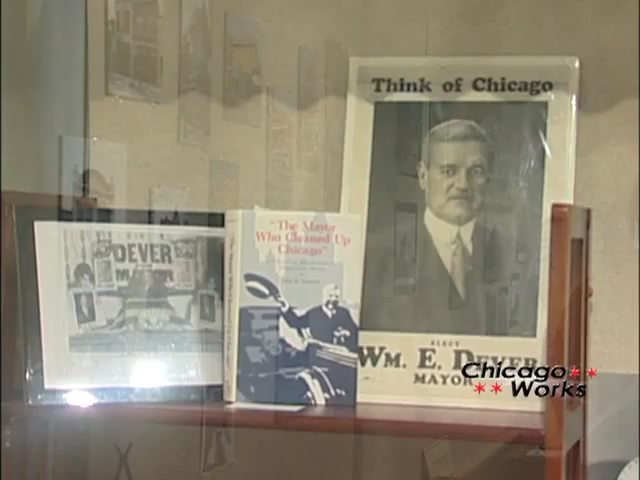 Think of Chicago
ELECT
WM. E. DEVER
MAYOR
"The Mayor
Who Cleaned Up
Chicago"
DEVER
MAYOR
Chicago
Works